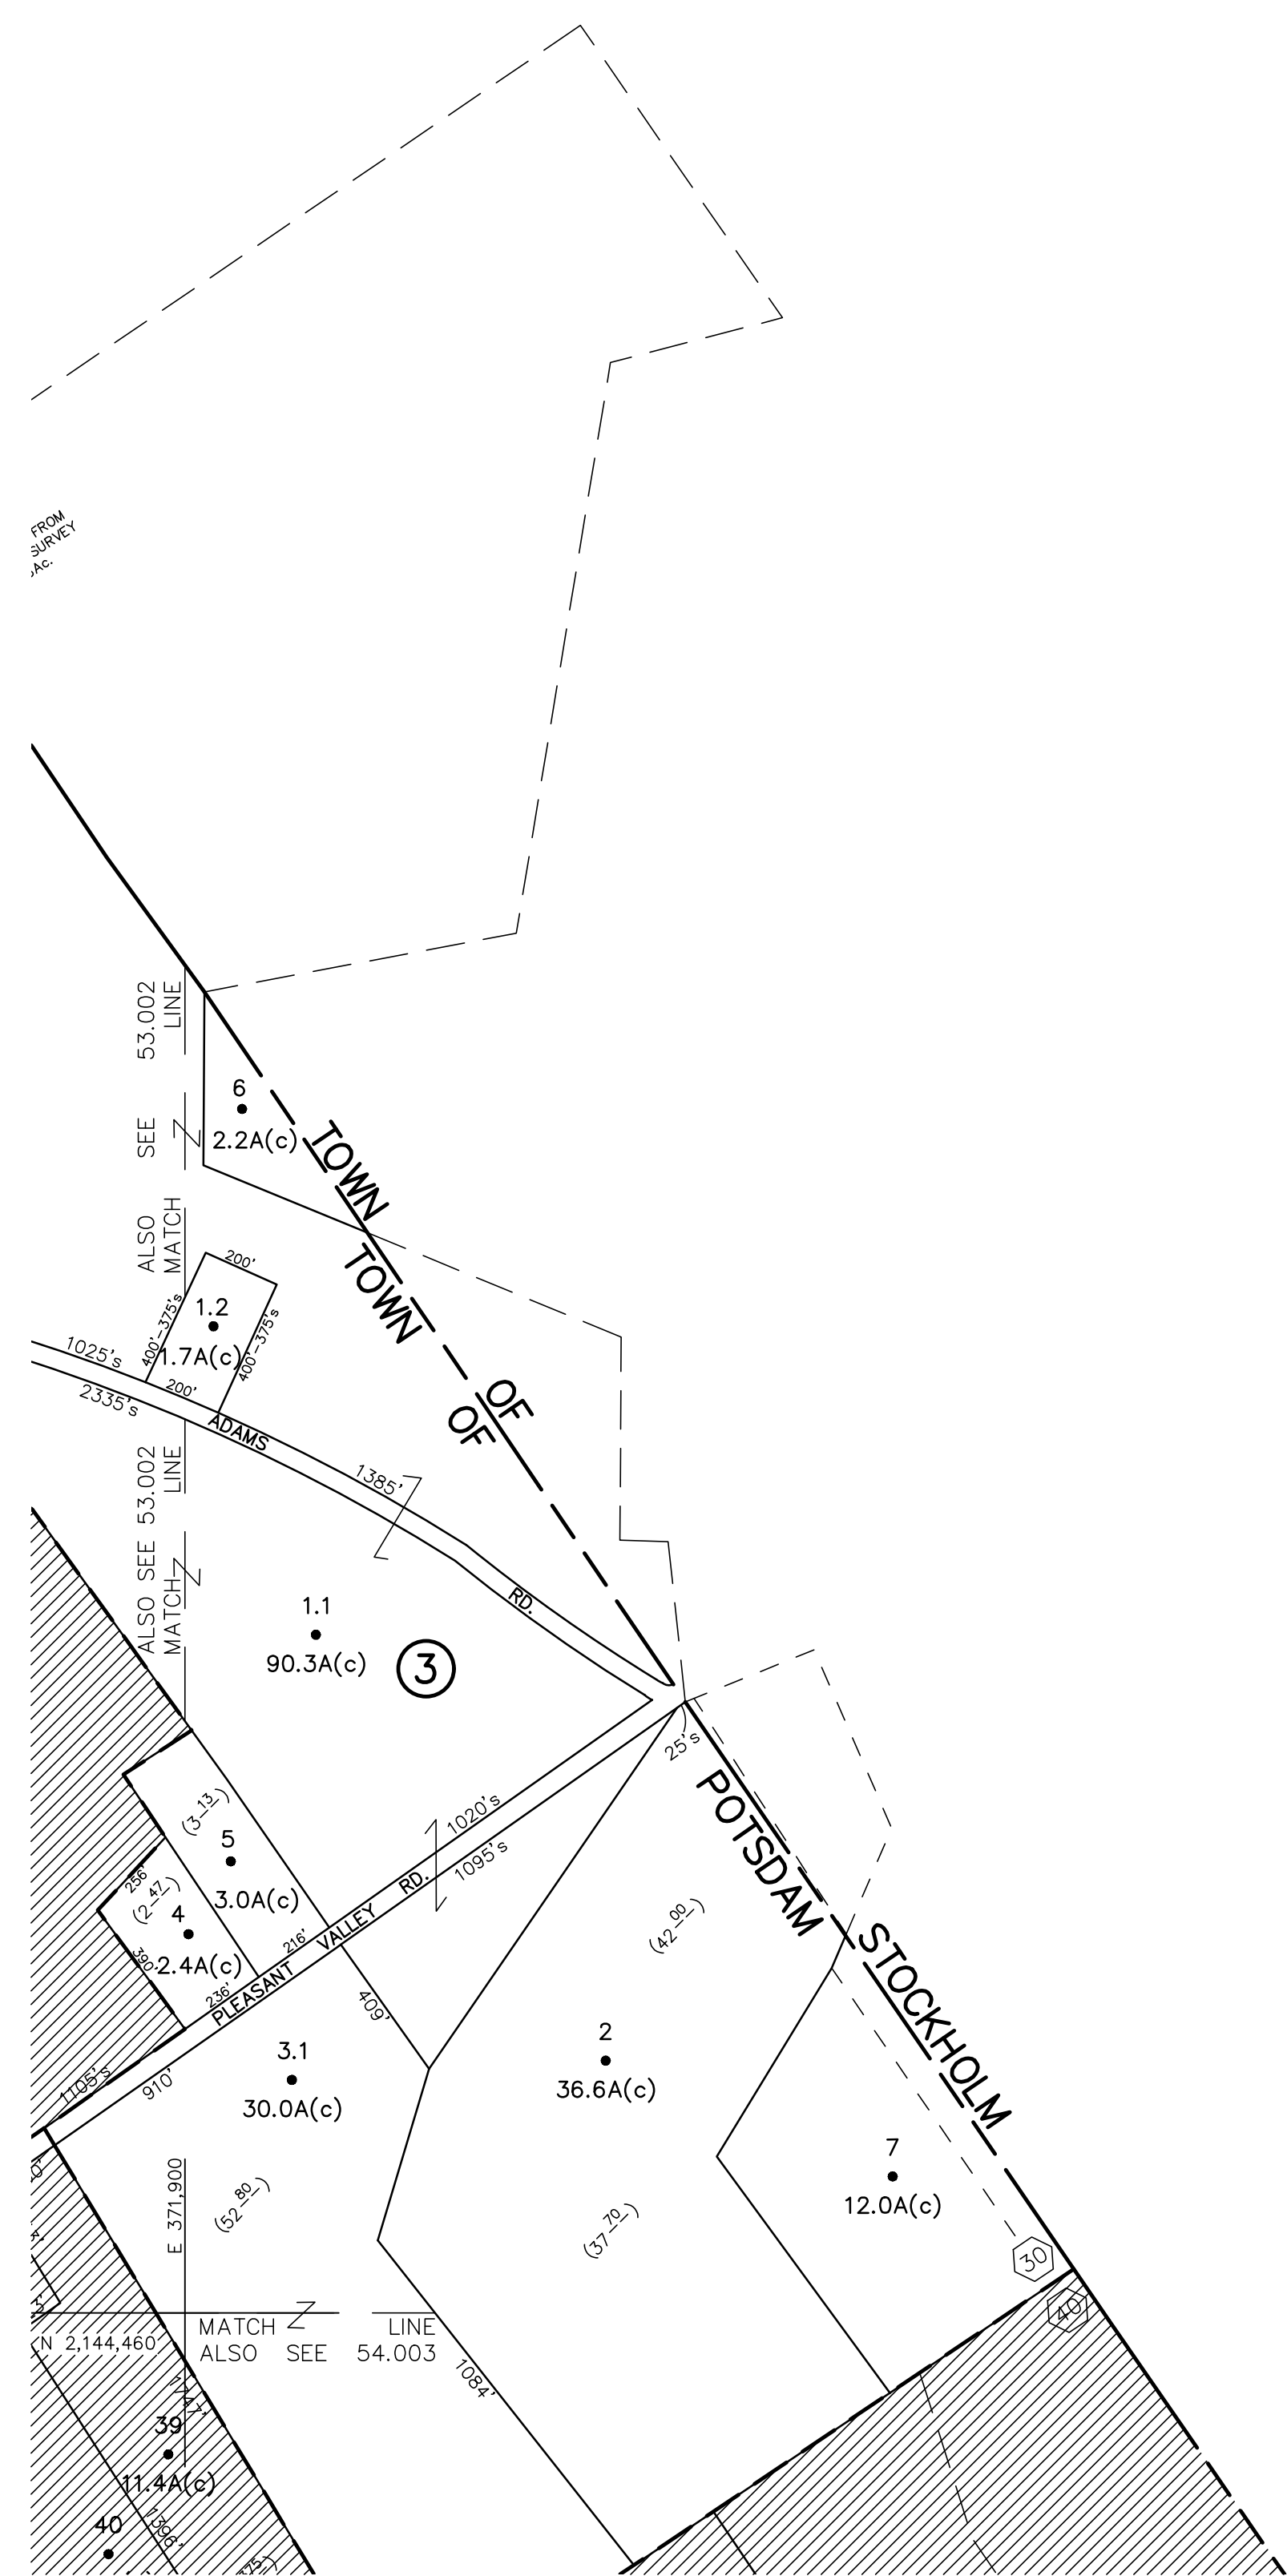 FROM
SURVEY
Ac.
ALSO SEE 53.002
MATCH LINE
6
2.2A(c)
TOWN OF POTSDAM
TOWN OF STOCKHOLM
200'
400'-375's
1.2
1.7A(c)
400'-375's
200'
1025's
2335's
ADAMS RD.
1385'
ALSO SEE 53.002
MATCH LINE
1.1
90.3A(c)
3
25's
(3 13)
5
3.0A(c)
256'
(2 47)
4
2.4A(c)
390'
216'
236'
PLEASANT VALLEY RD.
1020's
1095's
409'
(42 00)
2
36.6A(c)
1105's
910'
3.1
30.0A(c)
(52 80)
(37 70)
7
12.0A(c)
E 371,900
30
40
MATCH LINE
ALSO SEE 54.003
N 2,144,460
1084'
1747'
39
11.4A(c)
40
1396'